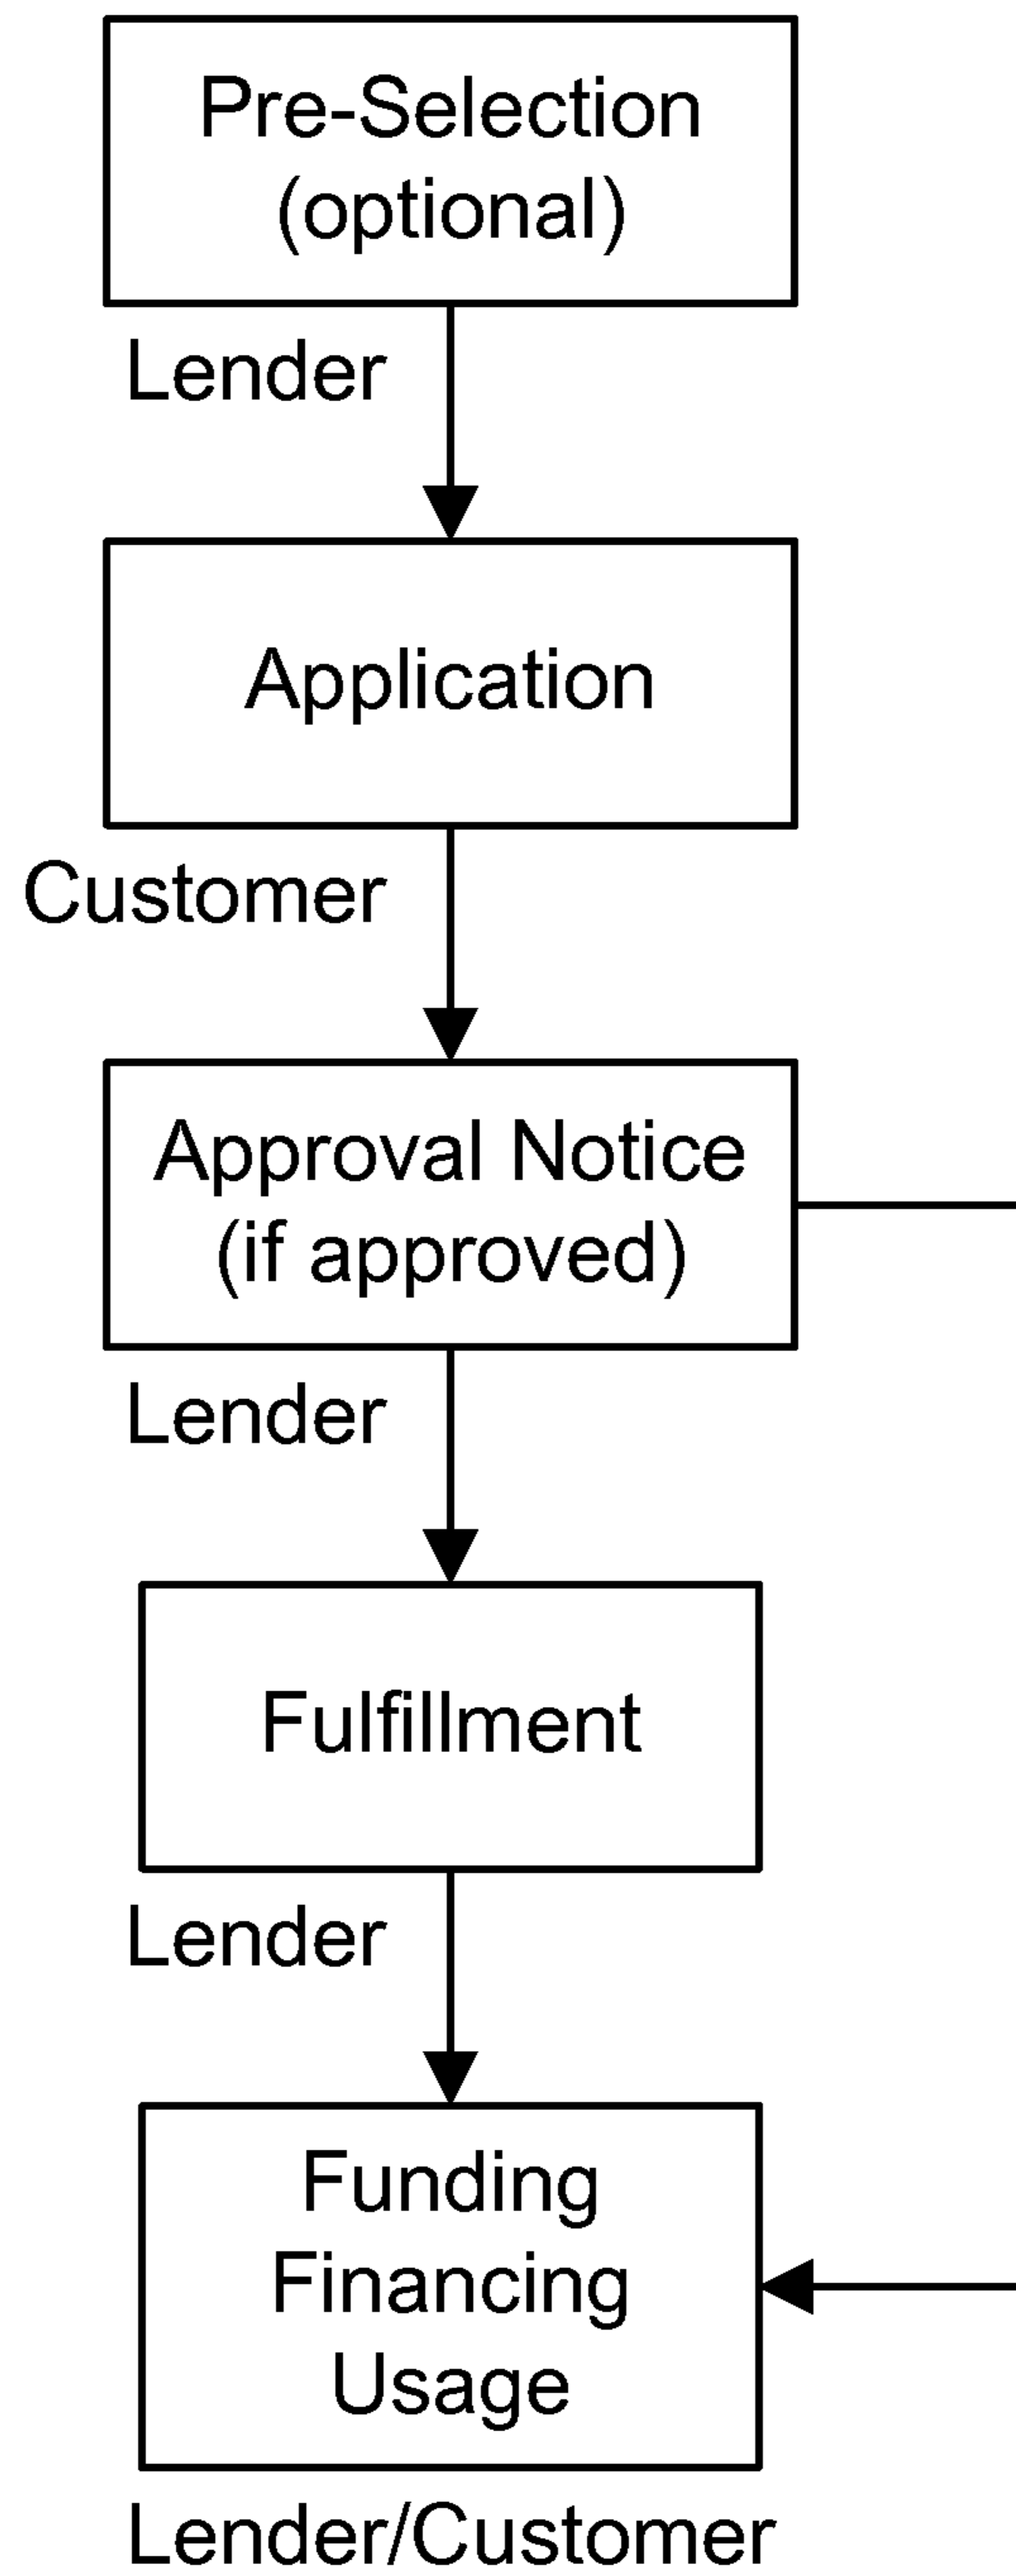 Pre-Selection
(optional)
Lender
Application
Customer
Approval Notice
(if approved)
Lender
Fulfillment
Lender
Funding
Financing
Usage
Lender/Customer